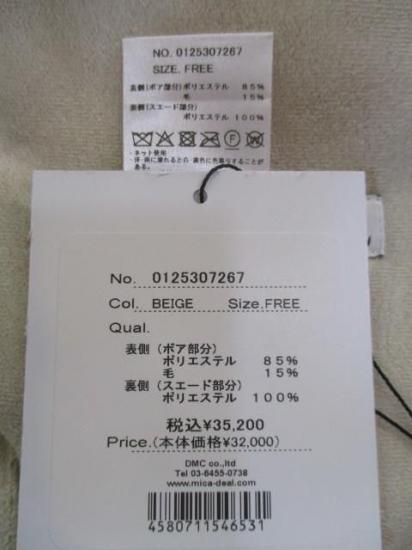 NO. 0125307267
SIZE. FREE
表側(ボア部分)ポリエステル 85%
毛 15%
表側(スエード部分)
ポリエステル 100%
・ネット使用
ある。
No. 0125307267
Col. BEIGE Size.FREE
Qual.
表側 (ボア部分)
ポリエステル 85%
毛 15%
裏側 (スエード部分)
ポリエステル 100%
税込¥35,200
Price.(本体価格¥32,000)
DMC co.,ltd
Tel 03-6455-0738
www.mica-deal.com
4580711546531